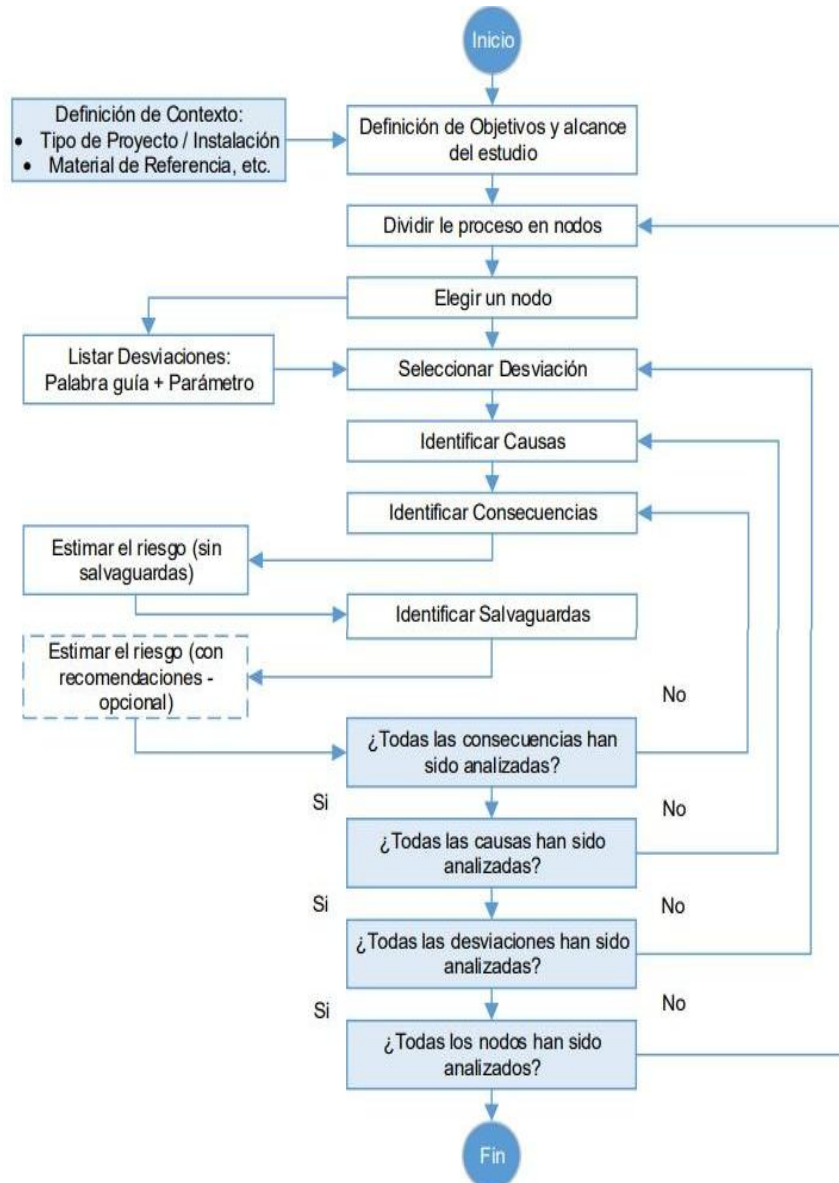 Inicio
Definición de Contexto:
• Tipo de Proyecto / Instalación
• Material de Referencia, etc.
Definición de Objetivos y alcance
del estudio
Dividir le proceso en nodos
Elegir un nodo
Listar Desviaciones:
Palabra guía + Parámetro
Seleccionar Desviación
Identificar Causas
Identificar Consecuencias
Estimar el riesgo (sin
salvaguardas)
Identificar Salvaguardas
Estimar el riesgo (con
recomendaciones -
opcional)
No
¿Todas las consecuencias han
sido analizadas?
Si
No
¿Todas las causas han sido
analizadas?
Si
No
¿Todas las desviaciones han sido
analizadas?
Si
No
¿Todas los nodos han sido
analizados?
Fin